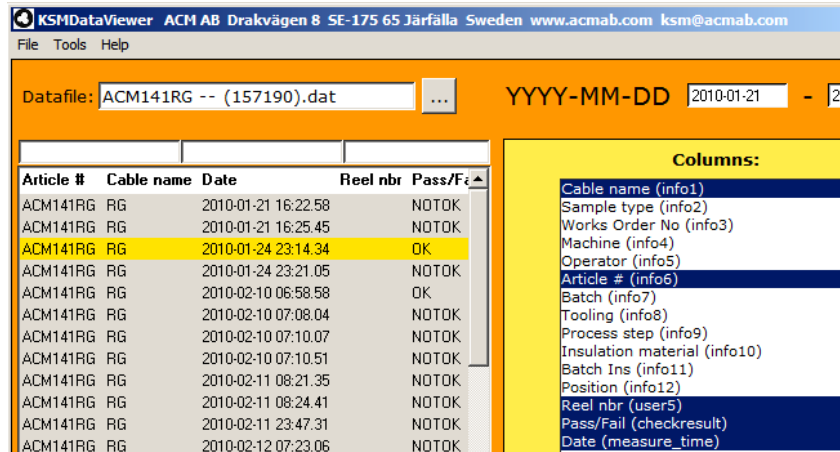 KSMDataViewer ACM AB Drakvägen 8 SE-175 65 Järfälla Sweden www.acmab.com ksm@acmab.com
File Tools Help
Datafile: ACM141RG -- (157190).dat ... YYYY-MM-DD 2010-01-21 - 2
Article # Cable name Date Reel nbr Pass/Fa
ACM141RG RG 2010-01-21 16:22.58 NOTOK
ACM141RG RG 2010-01-21 16:25.45 NOTOK
ACM141RG RG 2010-01-24 23:14.34 OK
ACM141RG RG 2010-01-24 23:21.05 NOTOK
ACM141RG RG 2010-02-10 06:58.58 OK
ACM141RG RG 2010-02-10 07:08.04 NOTOK
ACM141RG RG 2010-02-10 07:10.07 NOTOK
ACM141RG RG 2010-02-10 07:10.51 NOTOK
ACM141RG RG 2010-02-11 08:21.35 NOTOK
ACM141RG RG 2010-02-11 08:24.41 NOTOK
ACM141RG RG 2010-02-11 23:47.31 NOTOK
ACM141RG RG 2010-02-12 07:23.06 NOTOK
Columns:
Cable name (info1)
Sample type (info2)
Works Order No (info3)
Machine (info4)
Operator (info5)
Article # (info6)
Batch (info7)
Tooling (info8)
Process step (info9)
Insulation material (info10)
Batch Ins (info11)
Position (info12)
Reel nbr (user5)
Pass/Fail (checkresult)
Date (measure_time)